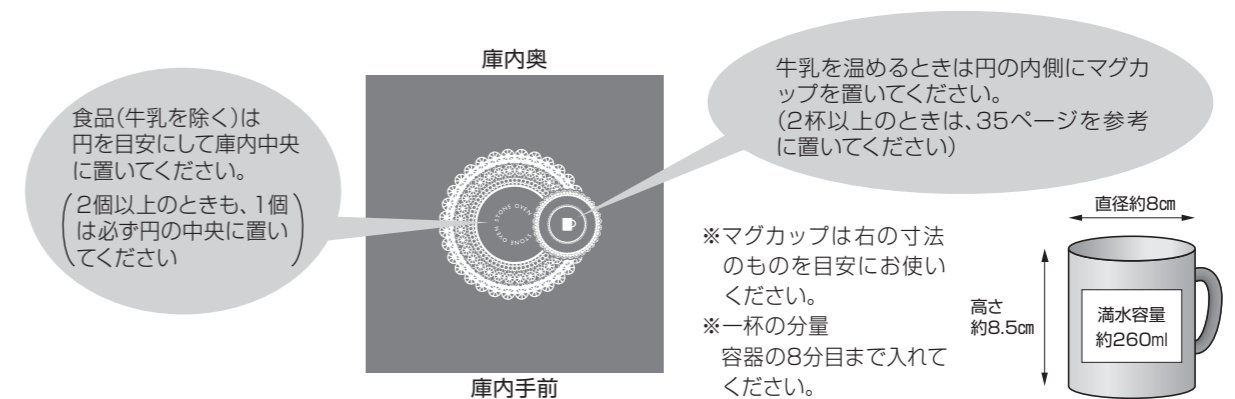 庫内奥
食品(牛乳を除く)は
円を目安にして庫内中央
に置いてください。
(2個以上のときも、1個
は必ず円の中央に置い
てください)
STONE OVEN STONE OVEN
庫内手前
牛乳を温めるときは円の内側にマグカ
ップを置いてください。
(2杯以上のときは、35ページを参考
に置いてください)
※マグカップは右の寸法
のものを目安にお使い
ください。
※一杯の分量
容器の8分目まで入れて
ください。
直径約8㎝
高さ
約8.5㎝
満水容量
約260ml